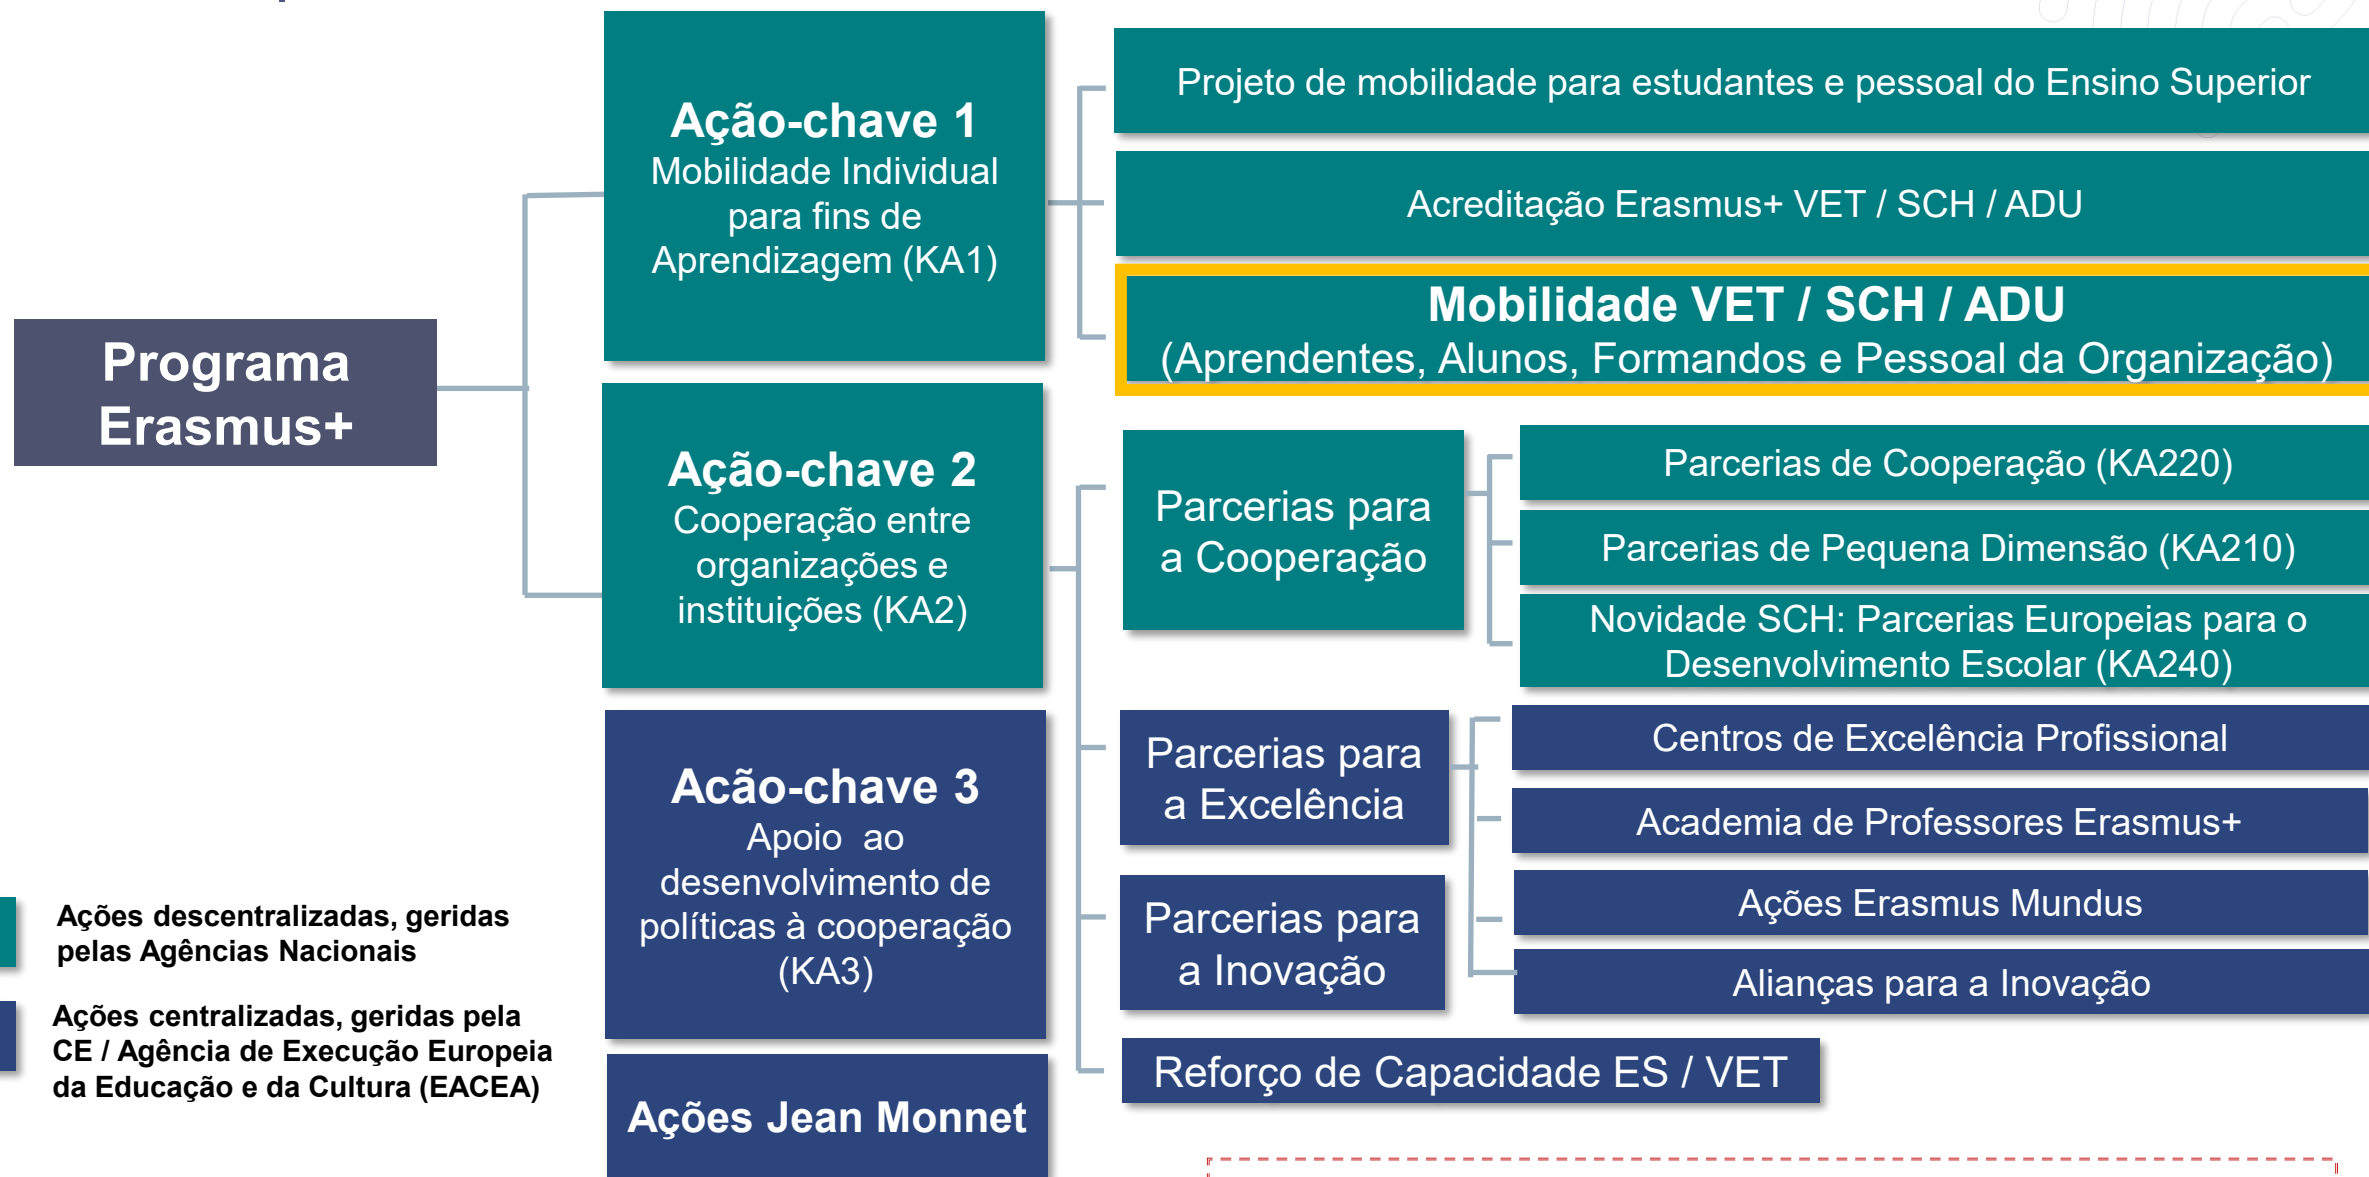 Programa
Erasmus+
Ação-chave 1
Mobilidade Individual
para fins de
Aprendizagem (KA1)
Projeto de mobilidade para estudantes e pessoal do Ensino Superior
Acreditação Erasmus+ VET / SCH / ADU
Mobilidade VET / SCH / ADU
(Aprendentes, Alunos, Formandos e Pessoal da Organização)
Ação-chave 2
Cooperação entre
organizações e
instituições (KA2)
Parcerias para
a Cooperação
Parcerias de Cooperação (KA220)
Parcerias de Pequena Dimensão (KA210)
Novidade SCH: Parcerias Europeias para o
Desenvolvimento Escolar (KA240)
Parcerias para
a Excelência
Centros de Excelência Profissional
Academia de Professores Erasmus+
Ações Erasmus Mundus
Alianças para a Inovação
Parcerias para
a Inovação
Reforço de Capacidade ES / VET
Acão-chave 3
Apoio  ao
desenvolvimento de
políticas à cooperação
(KA3)
Ações Jean Monnet
Ações descentralizadas, geridas
pelas Agências Nacionais
Ações centralizadas, geridas pela
CE / Agência de Execução Europeia
da Educação e da Cultura (EACEA)